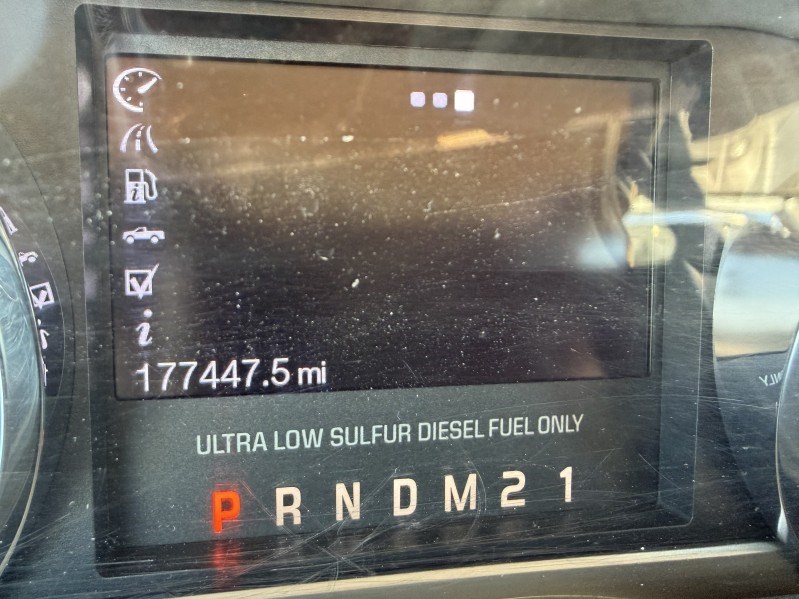 177447.5 mi
ULTRA LOW SULFUR DIESEL FUEL ONLY
P R N D M 2 1